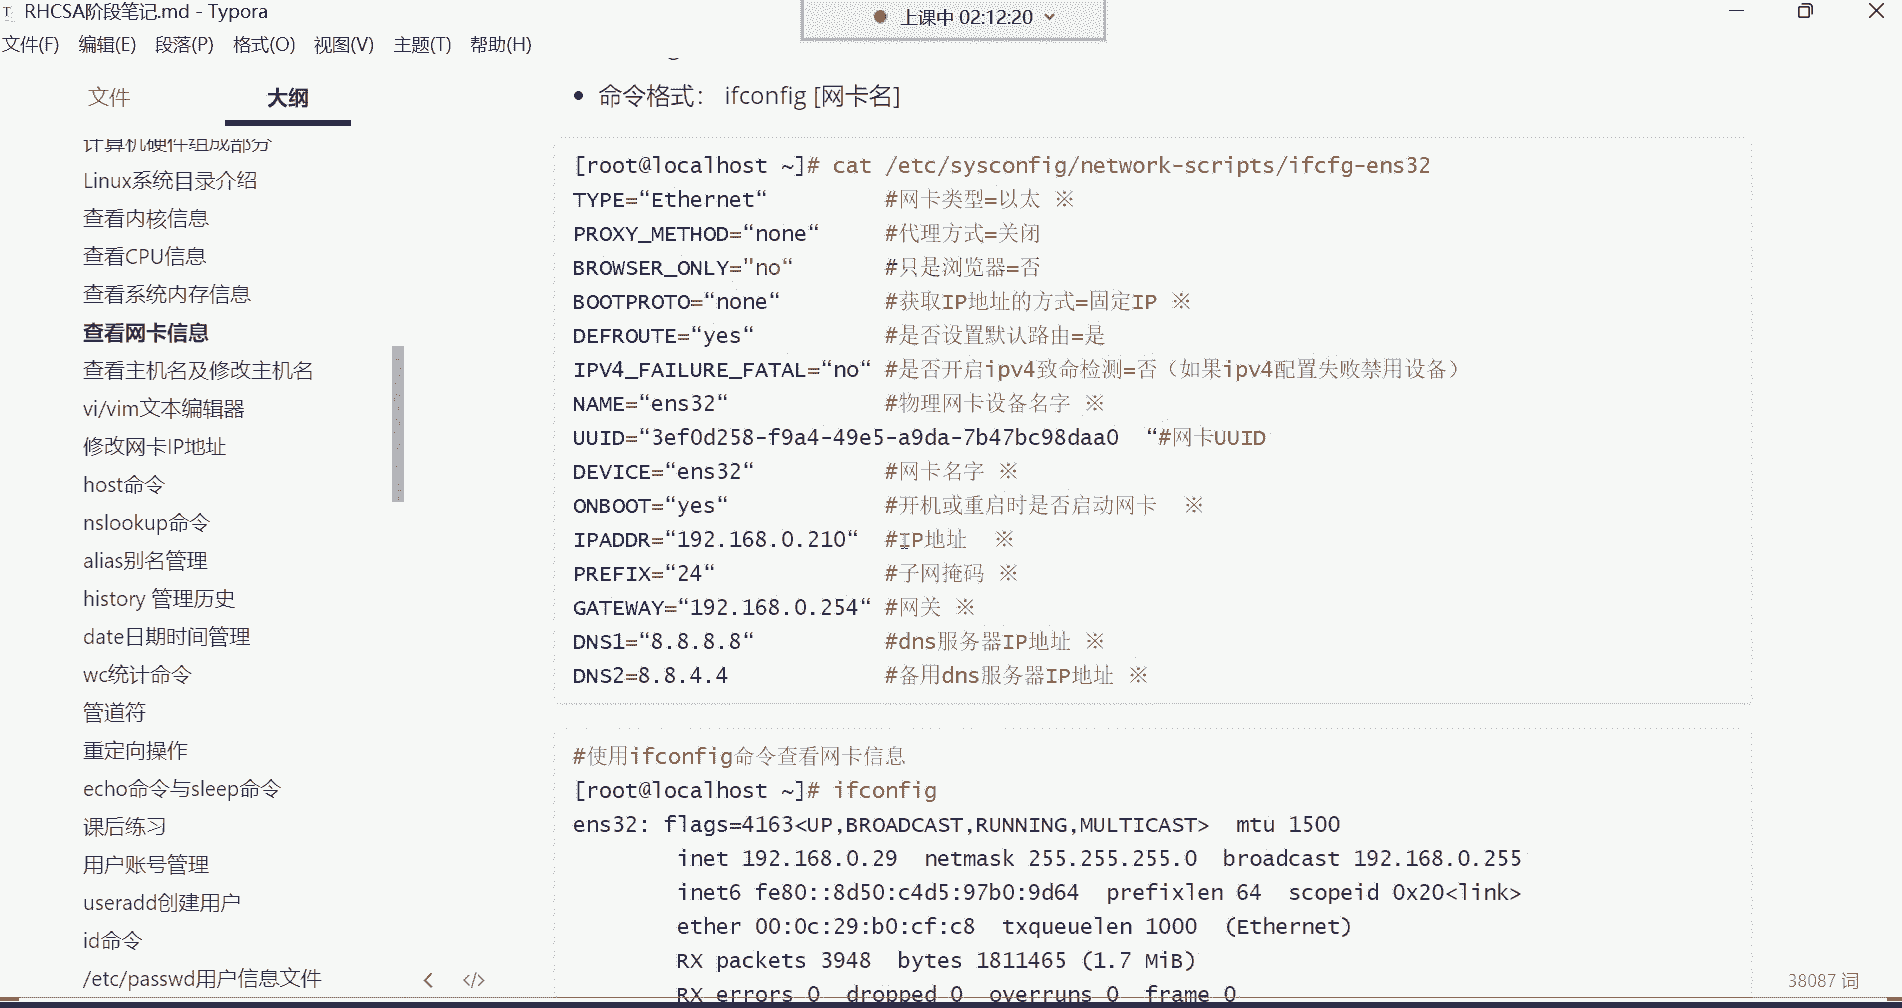 RHCSA阶段笔记.md - Typora
上课中 02:12:20
文件(F) 编辑(E) 段落(P) 格式(O) 视图(V) 主题(T) 帮助(H)
文件 大纲
计算机硬件组成部分
Linux系统目录介绍
查看内核信息
查看CPU信息
查看系统内存信息
查看网卡信息
查看主机名及修改主机名
vi/vim文本编辑器
修改网卡IP地址
host命令
nslookup命令
alias别名管理
history 管理历史
date日期时间管理
wc统计命令
管道符
重定向操作
echo命令与sleep命令
课后练习
用户账号管理
useradd创建用户
id命令
/etc/passwd用户信息文件
命令格式： ifconfig [网卡名]
[root@localhost ~]# cat /etc/sysconfig/network-scripts/ifcfg-ens32
TYPE=“Ethernet“ #网卡类型=以太 ※
PROXY_METHOD=“none“ #代理方式=关闭
BROWSER_ONLY="no“ #只是浏览器=否
BOOTPROTO=“none“ #获取IP地址的方式=固定IP ※
DEFROUTE=“yes“ #是否设置默认路由=是
IPV4_FAILURE_FATAL=“no“ #是否开启ipv4致命检测=否（如果ipv4配置失败禁用设备）
NAME=“ens32“ #物理网卡设备名字 ※
UUID=“3ef0d258-f9a4-49e5-a9da-7b47bc98daa0 “#网卡UUID
DEVICE=“ens32“ #网卡名字 ※
ONBOOT=“yes“ #开机或重启时是否启动网卡 ※
IPADDR=“192.168.0.210“ #IP地址 ※
PREFIX=“24“ #子网掩码 ※
GATEWAY=“192.168.0.254“ #网关 ※
DNS1=“8.8.8.8“ #dns服务器IP地址 ※
DNS2=8.8.4.4 #备用dns服务器IP地址 ※
#使用ifconfig命令查看网卡信息
[root@localhost ~]# ifconfig
ens32: flags=4163<UP,BROADCAST,RUNNING,MULTICAST> mtu 1500
inet 192.168.0.29 netmask 255.255.255.0 broadcast 192.168.0.255
inet6 fe80::8d50:c4d5:97b0:9d64 prefixlen 64 scopeid 0x20<link>
ether 00:0c:29:b0:cf:c8 txqueuelen 1000 (Ethernet)
RX packets 3948 bytes 1811465 (1.7 MiB)
RX errors 0 dropped 0 overruns 0 frame 0
38087 词